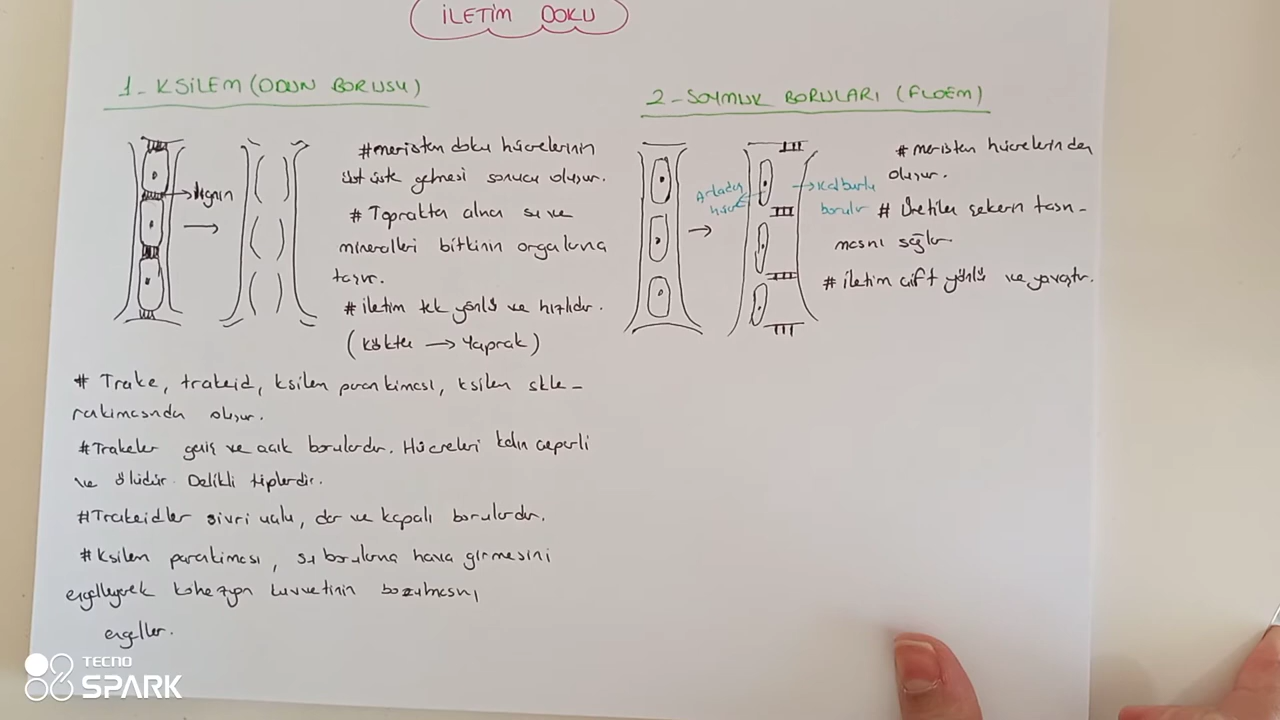 İLETİM DOKU
1- KSİLEM (ODUN BORUSU)
lignin
#meristem doku hücrelerinin
üst üste gelmesi sonucu oluşur.
# Topraktan alınan su ve
mineralleri bitkinin organlarına
taşır.
# İletim tek yönlü ve hızlıdır.
(Kökten → Yaprak)
# Trake, trakeid, ksilem parankiması, ksilem skle-
rankimasında oluşur.
#Trakeler geniş ve açık borulardır. Hücreleri kalın çeperli
ve ölüdür. Delikli tiplerdir.
#Trakeidler sivri uçlu, dar ve kapalı borulardır.
#Ksilem parankiması, su borularına hava girmesini
engelleyerek kohezyon kuvvetinin bozulmasını
engeller.
2-SOYMUK BORULARI (FLOEM)
Arkadaş
hücre
kalburlu
borular
# meristem hücrelerinden
oluşur.
# Üretilen şekerin taşın-
masını sağlar
# İletim çift yönlü ve yavaştır.
TECNO
SPARK